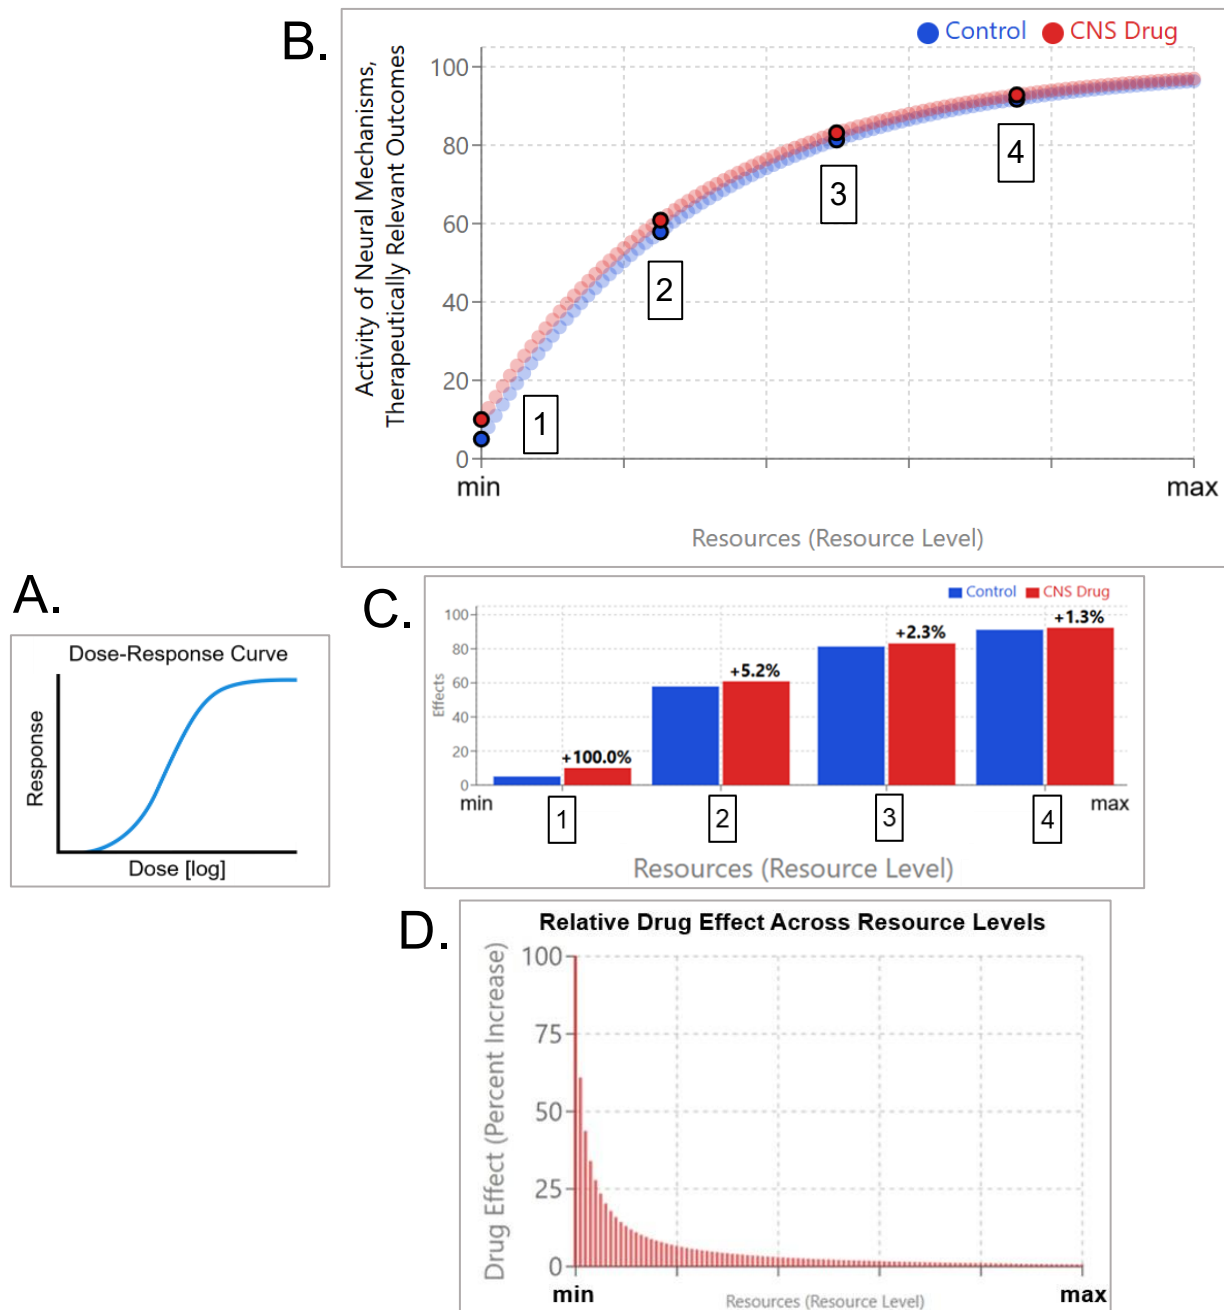 B.
Control CNS Drug
Activity of Neural Mechanisms,
Therapeutically Relevant Outcomes
100
80
60
40
20
0
1
2
3
4
min max
Resources (Resource Level)
A.
Dose-Response Curve
Response
Dose [log]
C.
Control CNS Drug
Effects
100
80
60
40
20
0
+100.0%
+5.2%
+2.3%
+1.3%
min max
1 2 3 4
Resources (Resource Level)
D.
Relative Drug Effect Across Resource Levels
Drug Effect (Percent Increase)
100
75
50
25
0
min max
Resources (Resource Level)